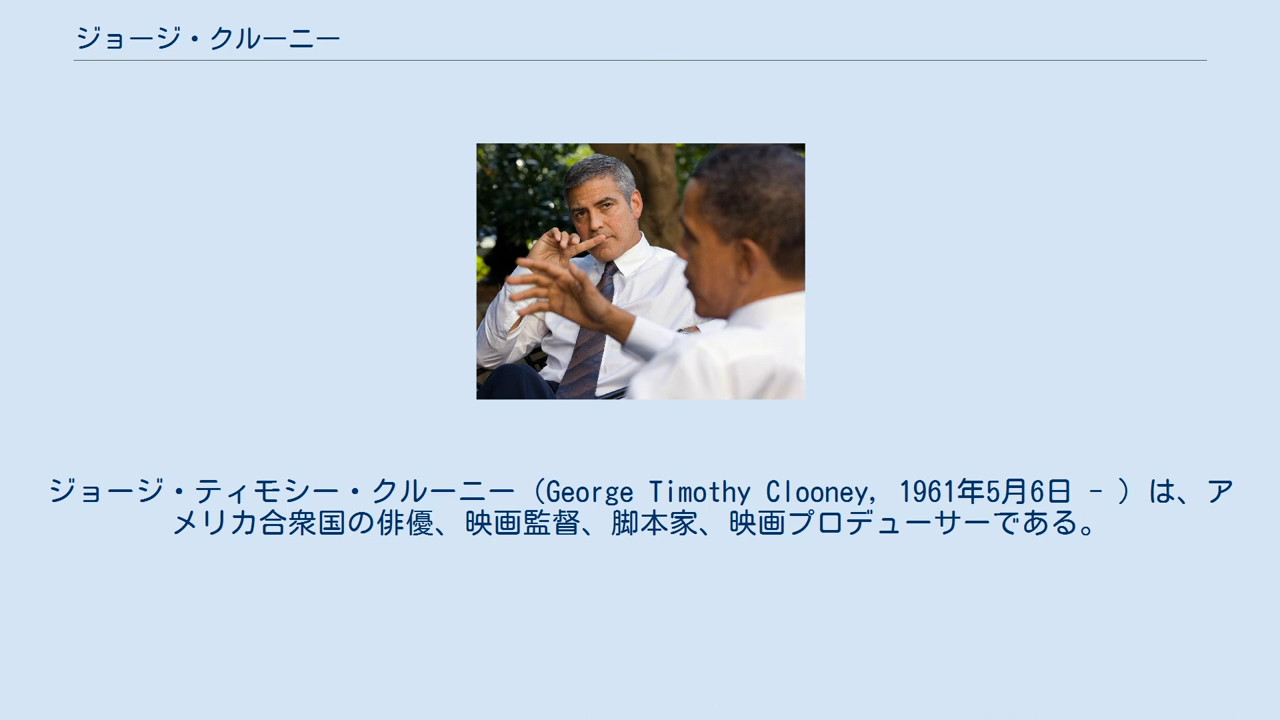 ジョージ・クルーニー
ジョージ・ティモシー・クルーニー（George Timothy Clooney, 1961年5月6日 - ）は、ア
メリカ合衆国の俳優、映画監督、脚本家、映画プロデューサーである。